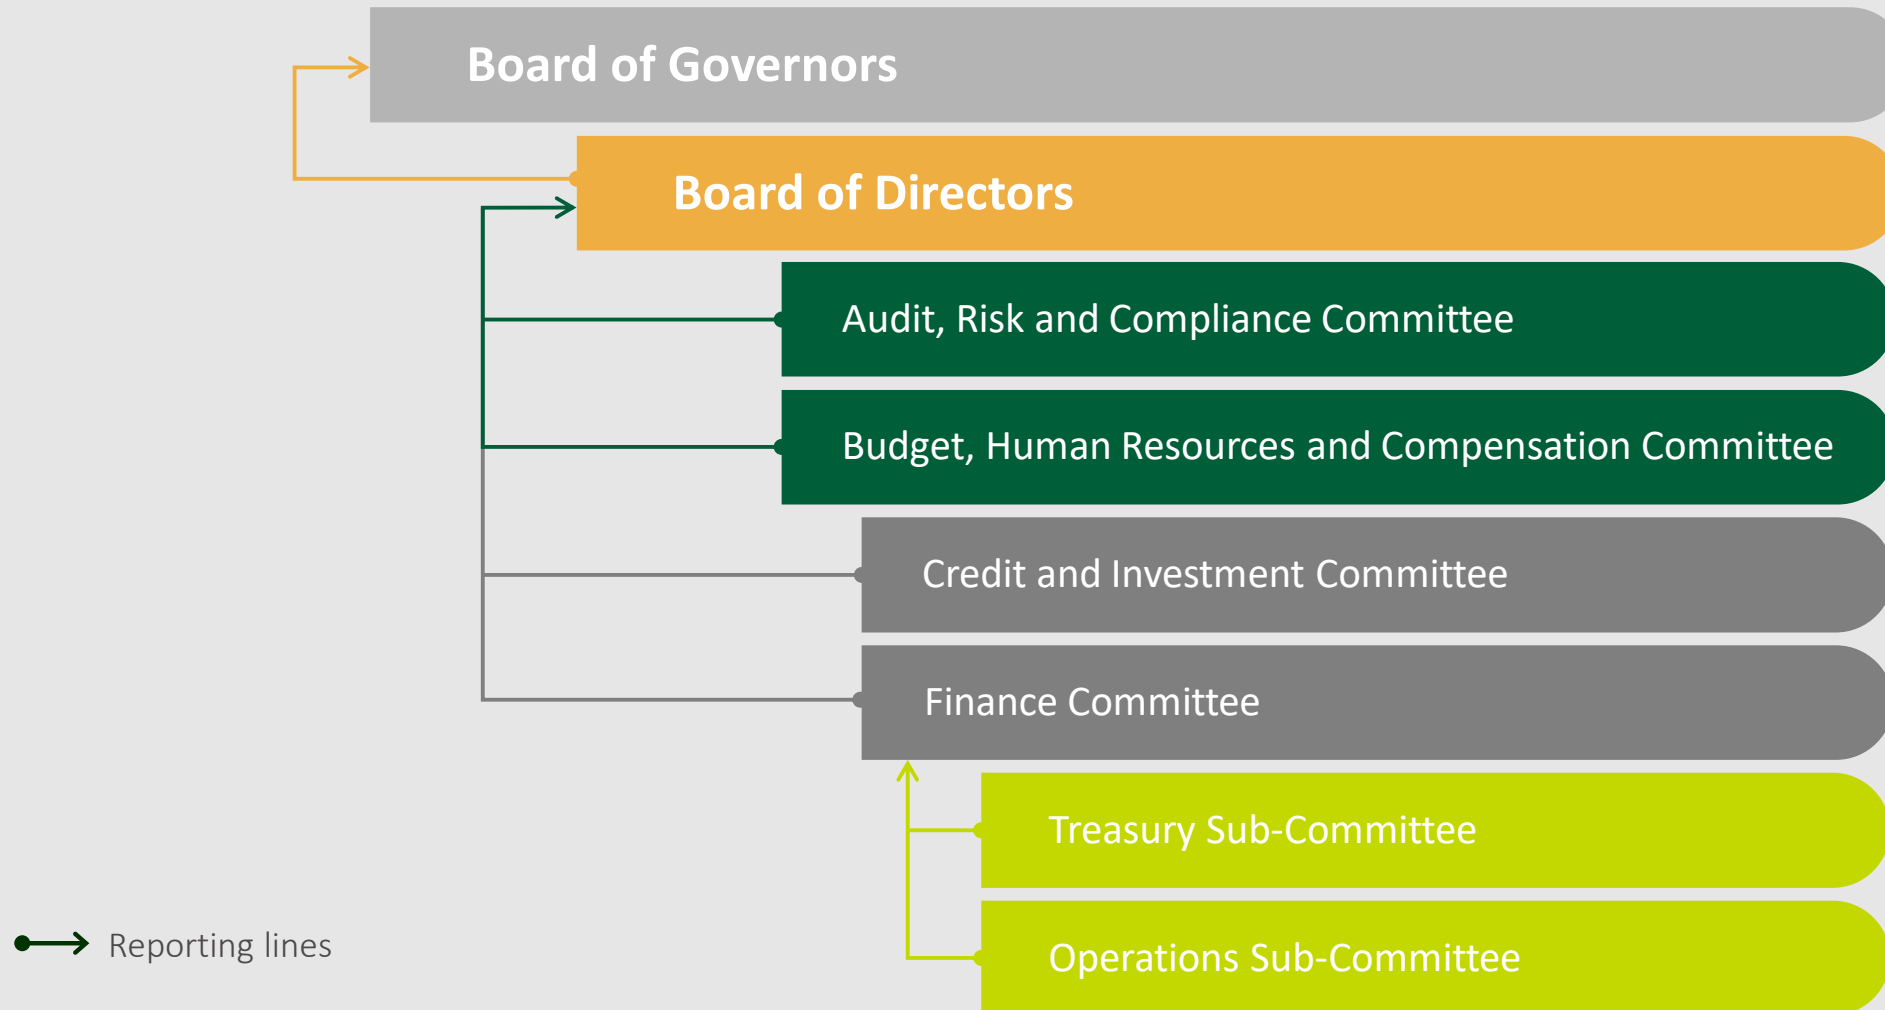 Board of Governors
Board of Directors
Audit, Risk and Compliance Committee
Budget, Human Resources and Compensation Committee
Credit and Investment Committee
Finance Committee
Treasury Sub-Committee
Operations Sub-Committee
Reporting lines